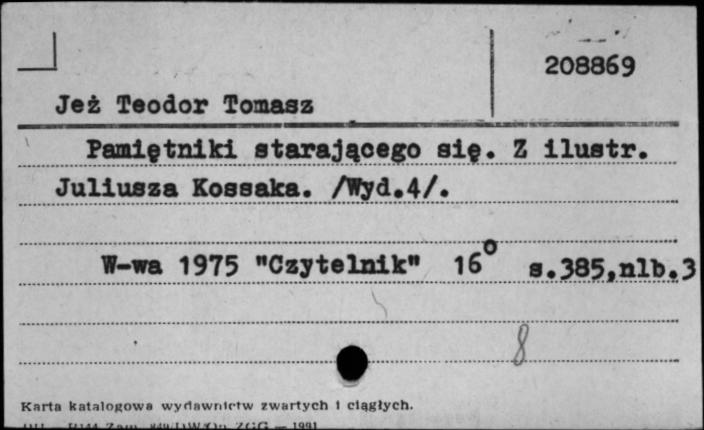 208869
Jeż Teodor Tomasz
Pamiętniki starającego się. Z ilustr.
Juliusza Kossaka. /Wyd.4/.
W-wa 1975 "Czytelnik" 16° s.385,nlb.3
8
Karta katalogowa wydawnictw zwartych i ciągłych.